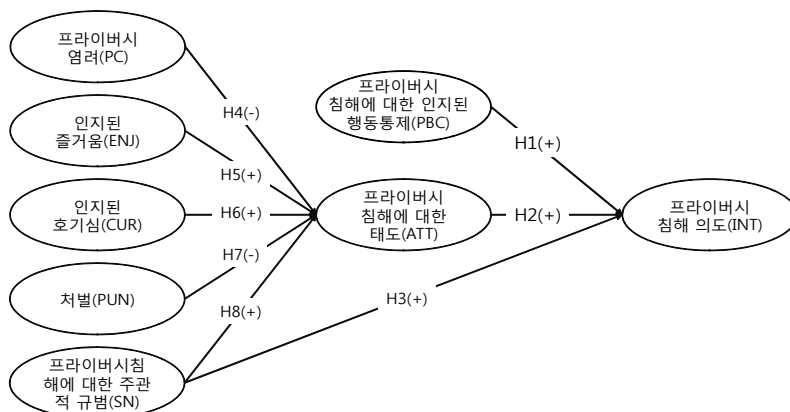 프라이버시
염려(PC)
인지된
즐거움(ENJ)
인지된
호기심(CUR)
처벌(PUN)
프라이버시침
해에 대한 주관
적 규범(SN)
H4(-)
H5(+)
H6(+)
H7(-)
H8(+)
프라이버시
침해에 대한 인지된
행동통제(PBC)
프라이버시
침해에 대한
태도(ATT)
H1(+)
H2(+)
H3(+)
프라이버시
침해 의도(INT)